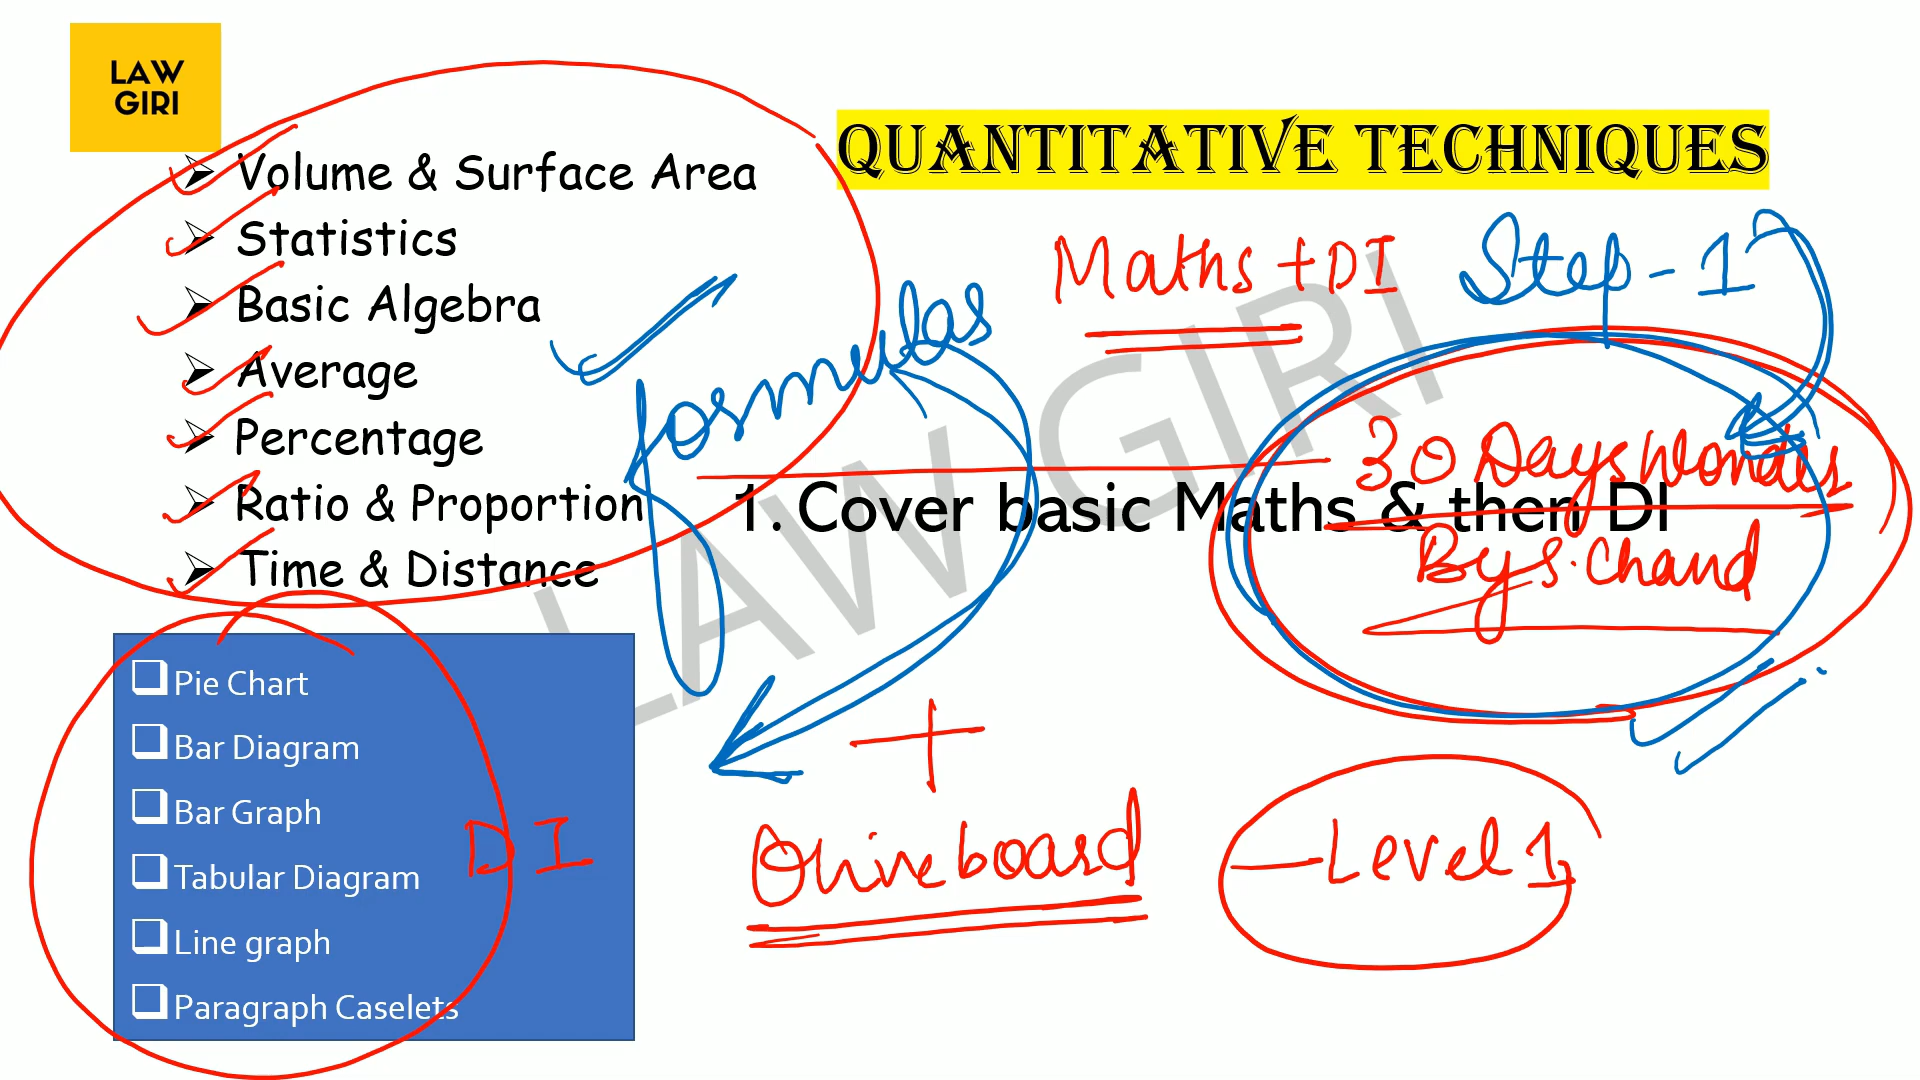 LAW
GIRI
QUANTITATIVE TECHNIQUES
Volume & Surface Area
Statistics
Basic Algebra
Average
Percentage
Ratio & Proportion
Time & Distance
formulas
Maths + DI
Step - 1
30 Days Wonders
By S. Chand
1. Cover basic Maths & then DI
LAW GIRI
Pie Chart
Bar Diagram
Bar Graph
Tabular Diagram
Line graph
Paragraph Caselets
DI
+
Oliveboard
- Level 1